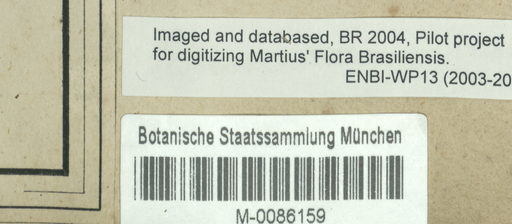 Imaged and databased, BR 2004, Pilot project
for digitizing Martius' Flora Brasiliensis.
ENBI-WP13 (2003-20
Botanische Staatssammlung München
M-0086159